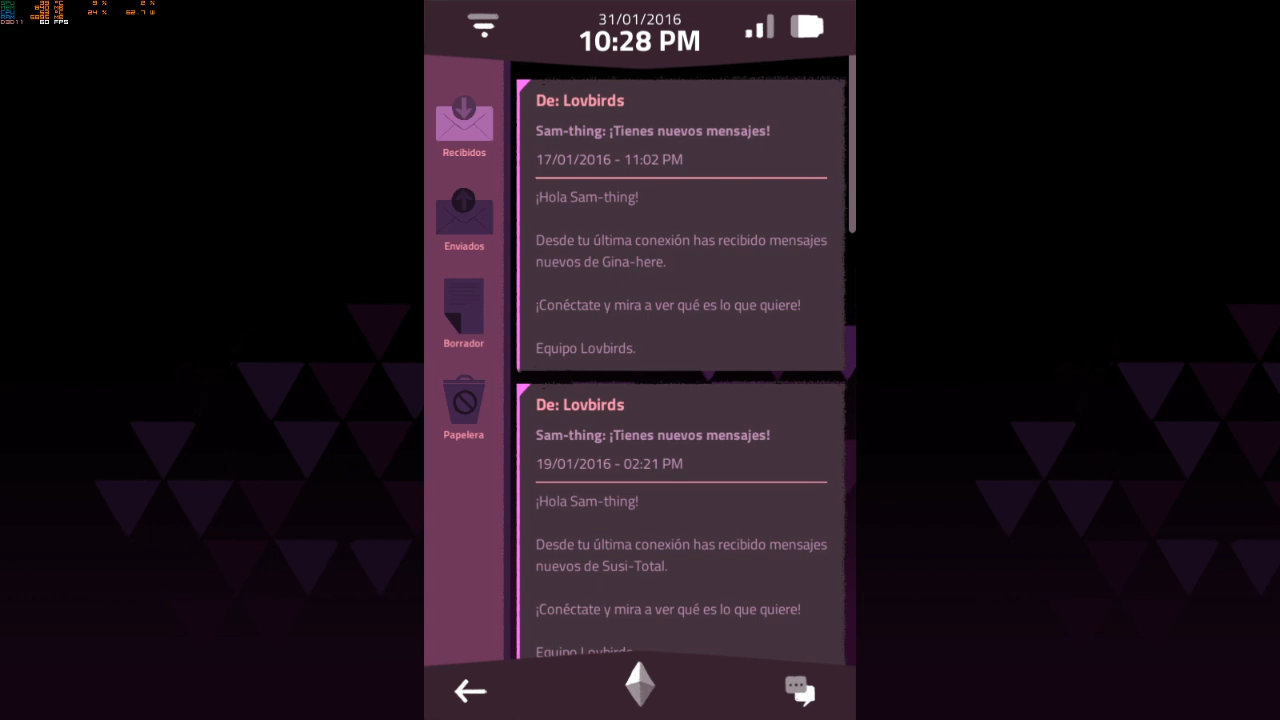 31/01/2016
10:28 PM
De: Lovbirds
Sam-thing: ¡Tienes nuevos mensajes!
17/01/2016 - 11:02 PM
¡Hola Sam-thing!
Desde tu última conexión has recibido mensajes
nuevos de Gina-here.
¡Conéctate y mira a ver qué es lo que quiere!
Equipo Lovbirds.
De: Lovbirds
Sam-thing: ¡Tienes nuevos mensajes!
19/01/2016 - 02:21 PM
¡Hola Sam-thing!
Desde tu última conexión has recibido mensajes
nuevos de Susi-Total.
¡Conéctate y mira a ver qué es lo que quiere!
Equipo Lovbirds.
Recibidos
Enviados
Borrador
Papelera